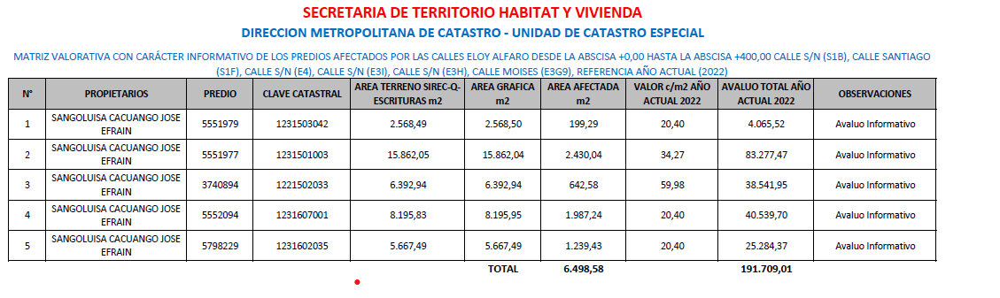 SECRETARIA DE TERRITORIO HABITAT Y VIVIENDA
DIRECCION METROPOLITANA DE CATASTRO - UNIDAD DE CATASTRO ESPECIAL
MATRIZ VALORATIVA CON CARÁCTER INFORMATIVO DE LOS PREDIOS AFECTADOS POR LAS CALLES ELOY ALFARO DESDE LA ABSCISA +0,00 HASTA LA ABSCISA +400,00 CALLE S/N (S1B), CALLE SANTIAGO
(S1F), CALLE S/N (E4), CALLE S/N (E3I), CALLE S/N (E3H), CALLE MOISES (E3G9), REFERENCIA AÑO ACTUAL (2022)
N° PROPIETARIOS PREDIO CLAVE CATASTRAL AREA TERRENO SIREC-Q- ESCRITURAS m2 AREA GRAFICA m2 AREA AFECTADA m2 VALOR c/m2 AÑO ACTUAL 2022 AVALUO TOTAL AÑO ACTUAL 2022 OBSERVACIONES
1 SANGOLUISA CACUANGO JOSE EFRAIN 5551979 1231503042 2.568,49 2.568,50 199,29 20,40 4.065,52 Avaluo Informativo
2 SANGOLUISA CACUANGO JOSE EFRAIN 5551977 1231501003 15.862,05 15.862,04 2.430,04 34,27 83.277,47 Avaluo Informativo
3 SANGOLUISA CACUANGO JOSE EFRAIN 3740894 1221502033 6.392,94 6.392,94 642,58 59,98 38.541,95 Avaluo Informativo
4 SANGOLUISA CACUANGO JOSE EFRAIN 5552094 1231607001 8.195,83 8.195,95 1.987,24 20,40 40.539,70 Avaluo Informativo
5 SANGOLUISA CACUANGO JOSE EFRAIN 5798229 1231602035 5.667,49 5.667,49 1.239,43 20,40 25.284,37 Avaluo Informativo
TOTAL 6.498,58 191.709,01